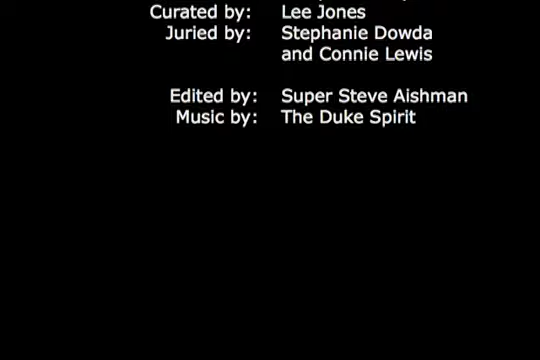 Curated by: Lee Jones
Juried by: Stephanie Dowda
and Connie Lewis
Edited by: Super Steve Aishman
Music by: The Duke Spirit